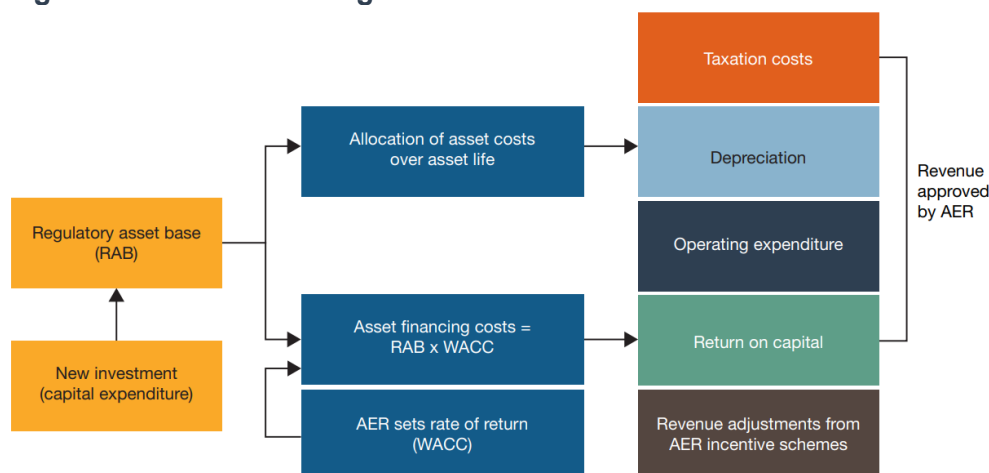 Taxation costs
Allocation of asset costs
over asset life
Depreciation
Revenue
approved
by AER
Regulatory asset base
(RAB)
Operating expenditure
Asset financing costs =
RAB x WACC
Return on capital
New investment
(capital expenditure)
AER sets rate of return
(WACC)
Revenue adjustments from
AER incentive schemes